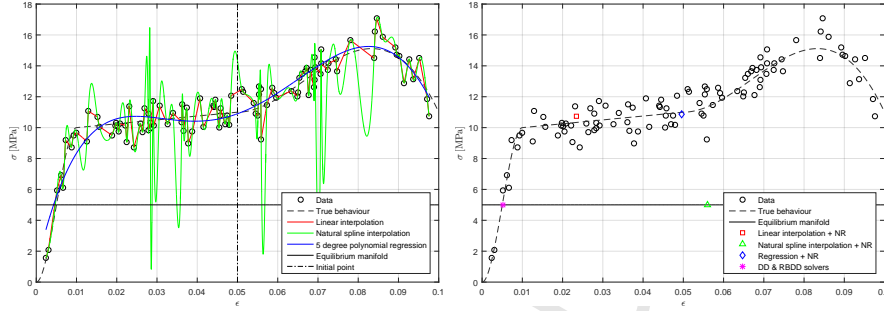 18
16
14
12
10
8
6
4
2
0
σ [MPa]
Data
True behaviour
Linear interpolation
Natural spline interpolation
5 degree polynomial regression
Equilibrium manifold
Initial point
0
0.01
0.02
0.03
0.04
0.05
0.06
0.07
0.08
0.09
0.1
ϵ
18
16
14
12
10
8
6
4
2
0
σ [MPa]
Data
True behaviour
Equilibrium manifold
Linear interpolation + NR
Natural spline interpolation + NR
Regression + NR
DD & RBDD solvers
0
0.01
0.02
0.03
0.04
0.05
0.06
0.07
0.08
0.09
0.1
ϵ